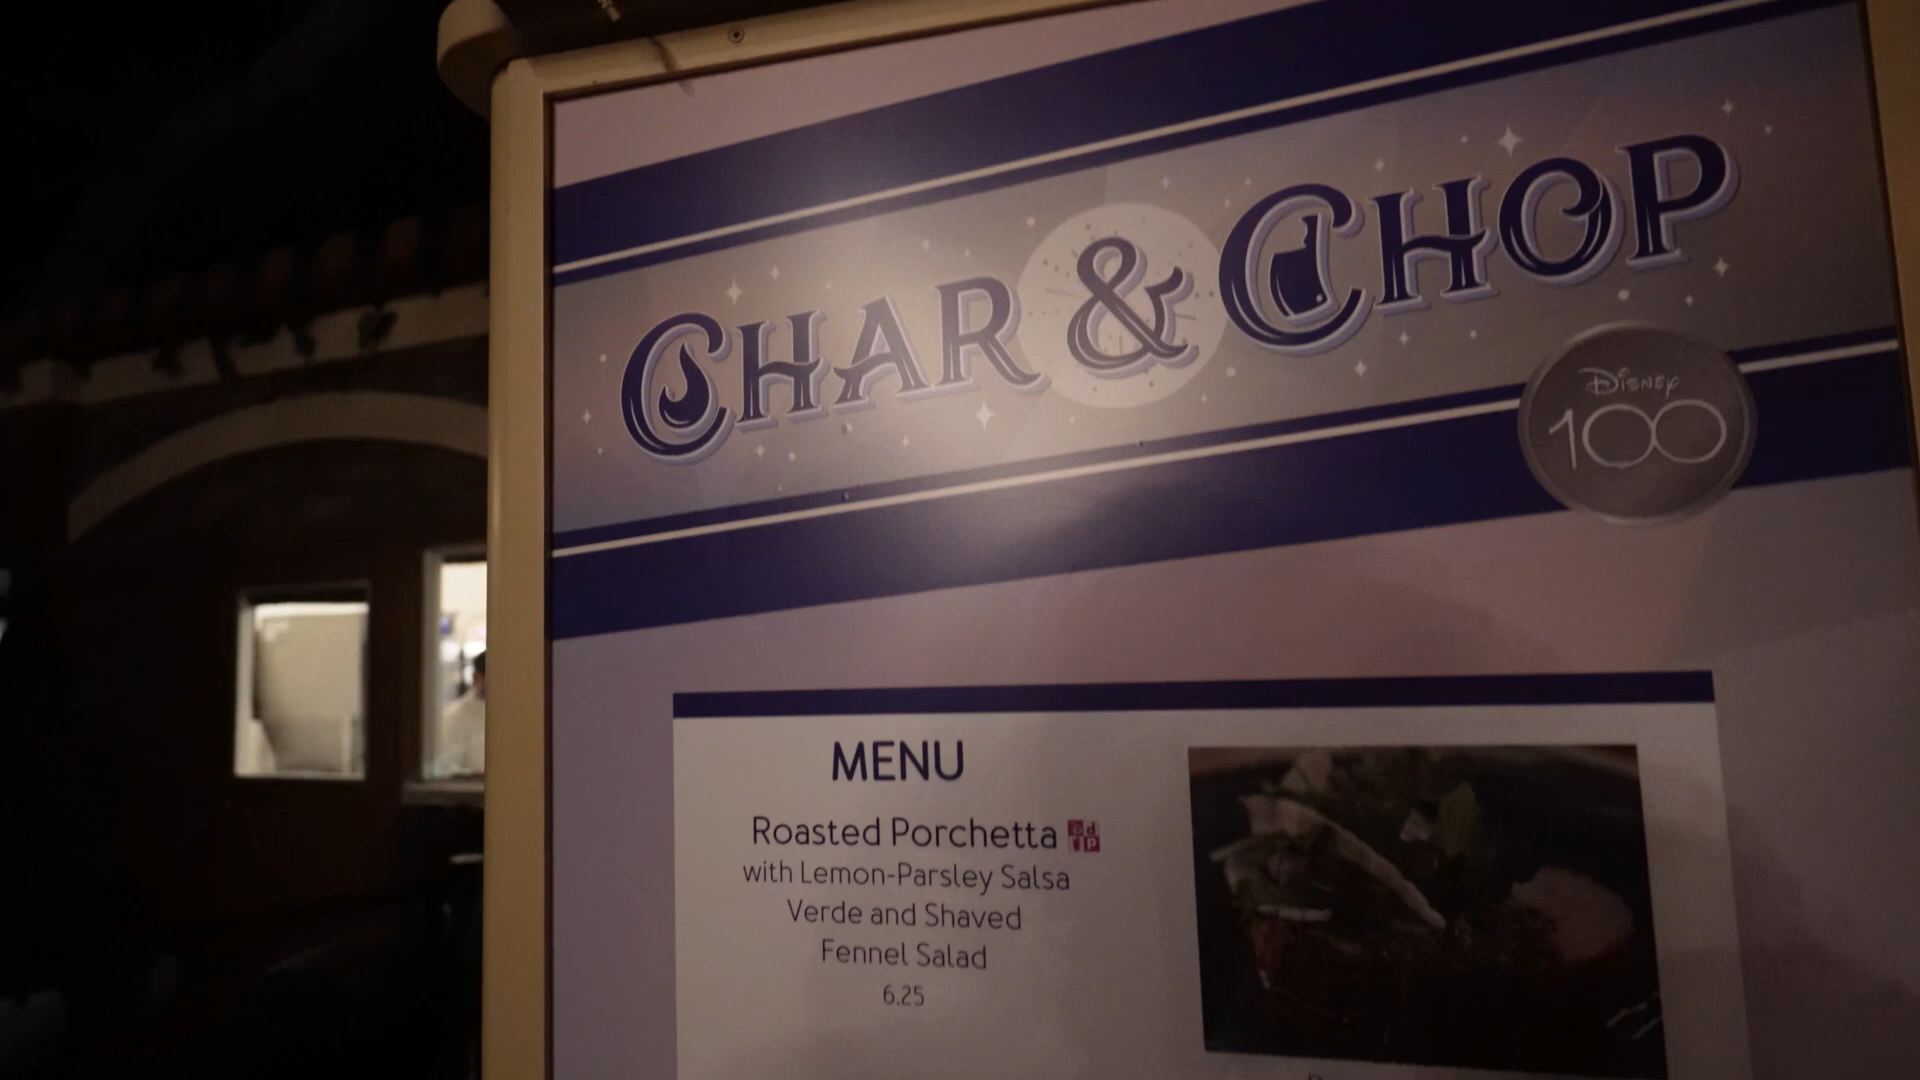 CHAR & CHOP
DISNEY
100
MENU
Roasted Porchetta
with Lemon-Parsley Salsa
Verde and Shaved
Fennel Salad
6.25